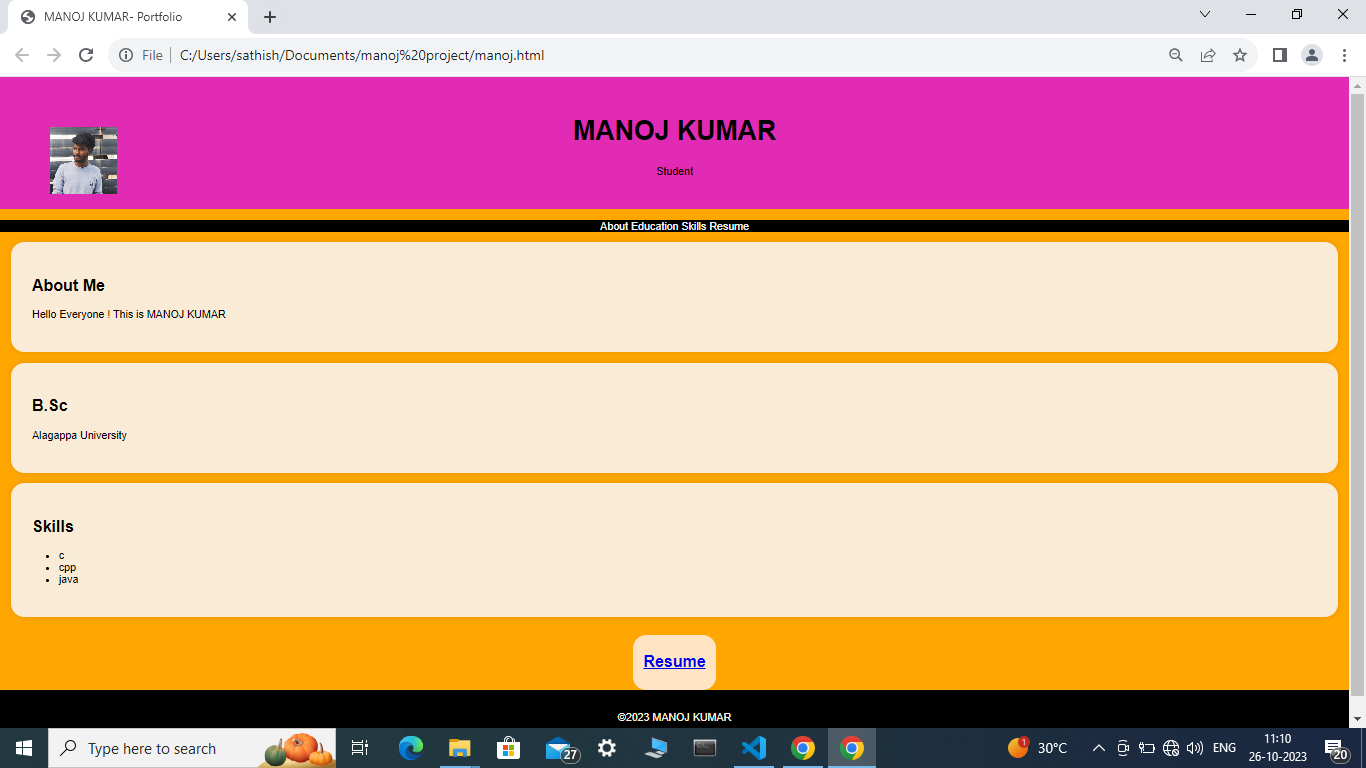 MANOJ KUMAR- Portfolio
File C:/Users/sathish/Documents/manoj%20project/manoj.html
MANOJ KUMAR
Student
About Education Skills Resume
About Me
Hello Everyone ! This is MANOJ KUMAR
B.Sc
Alagappa University
Skills
c
cpp
java
Resume
©2023 MANOJ KUMAR
Type here to search
27
1
30°C
ENG
11:10
26-10-2023
20